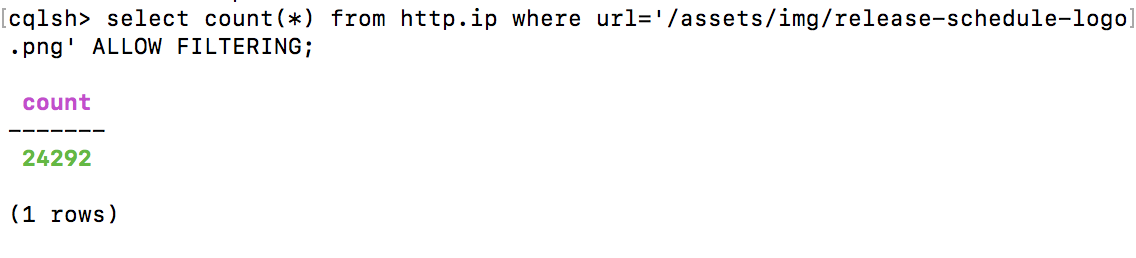 [cqlsh> select count(*) from http.ip where url='/assets/img/release-schedule-logo]
.png' ALLOW FILTERING;
count
-------
24292
(1 rows)